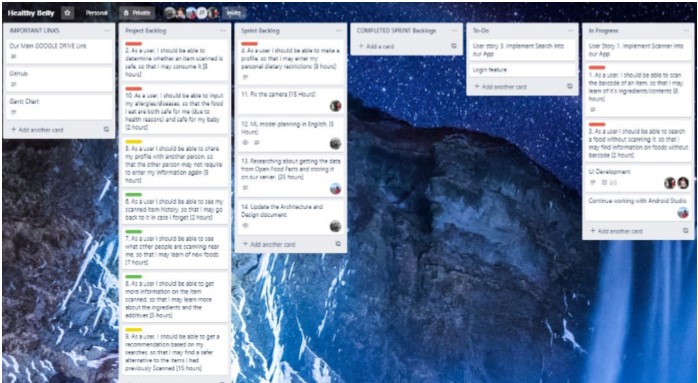 Healthy Belly
Personal
Private
Invite
IMPORTANT LINKS
Our Main GOOGLE DRIVE Link
GitHub
Gantt Chart
+ Add another card
Project Backlog
2. As a user, I should be able to
determine whether an item scanned is
safe, so that I may consume it [3
hours]
10. As a user, I should be able to input
my allergies/diseases, so that the food
I eat are both safe for me (due to
health reasons) and safe for my baby
[2 hours]
5. As a user, I should be able to share
my profile with another person, so
that the other person may not require
to enter my information again [5
hours]
6. As a user I should be able to see my
scanned item history, so that I may go
back to it in case I forget [2 hours]
7. As a user, I should be able to see
what other people are scanning near
me, so that I may learn of new foods
[7 hours]
8. As a user, I should be able to get
more information on the item
scanned, so that I may learn more
about the ingredients and the
additives [5 hours]
9. As a user, I should be able to get a
recommendation based on my
searches, so that I may find a safer
alternative to the items I had
previously Scanned [15 hours]
Sprint Backlog
4. As a user I should be able to make a
profile, so that I may enter my
personal dietary restrictions [8 hours]
11. Fix the camera [15 Hours]
12. ML model planning in English. [5
Hours]
13. Researching about getting the data
from Open Food Facts and storing it
on our server. [25 hours]
14. Update the Architecture and
Design document
+ Add another card
COMPLETED SPRINT Backlogs
+ Add a card
To-Do
User story 3. Implement Search into
our App
Login feature
+ Add another card
In Progress
User Story 1. Implement Scanner into
our App
1. As a user, I should be able to scan
the barcode of an item, so that I may
learn of it's ingredients/contents [8
hours]
3. As a user, I should be able to search
a food without scanning it, so that I
may find information on foods without
barcode [2 hours]
UI Development
Continue working with Android Studio
+ Add another card